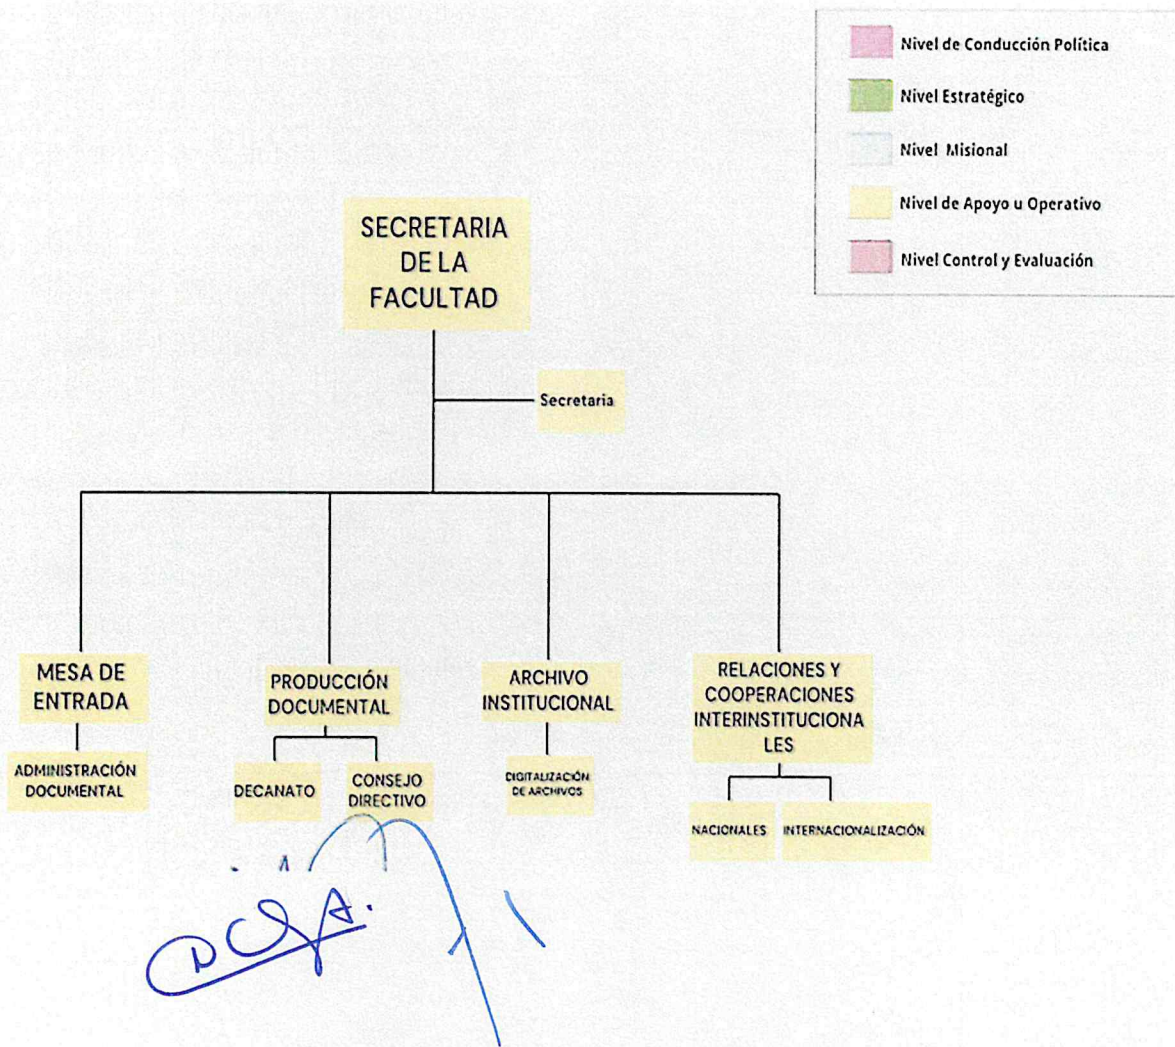 Nivel de Conducción Política
Nivel Estratégico
Nivel Misional
Nivel de Apoyo u Operativo
Nivel Control y Evaluación
SECRETARIA
DE LA
FACULTAD
Secretaria
MESA DE
ENTRADA
ADMINISTRACIÓN
DOCUMENTAL
PRODUCCIÓN
DOCUMENTAL
DECANATO
CONSEJO
DIRECTIVO
ARCHIVO
INSTITUCIONAL
DIGITALIZACIÓN
DE ARCHIVOS
RELACIONES Y
COOPERACIONES
INTERINSTITUCIONA
LES
NACIONALES
INTERNACIONALIZACIÓN